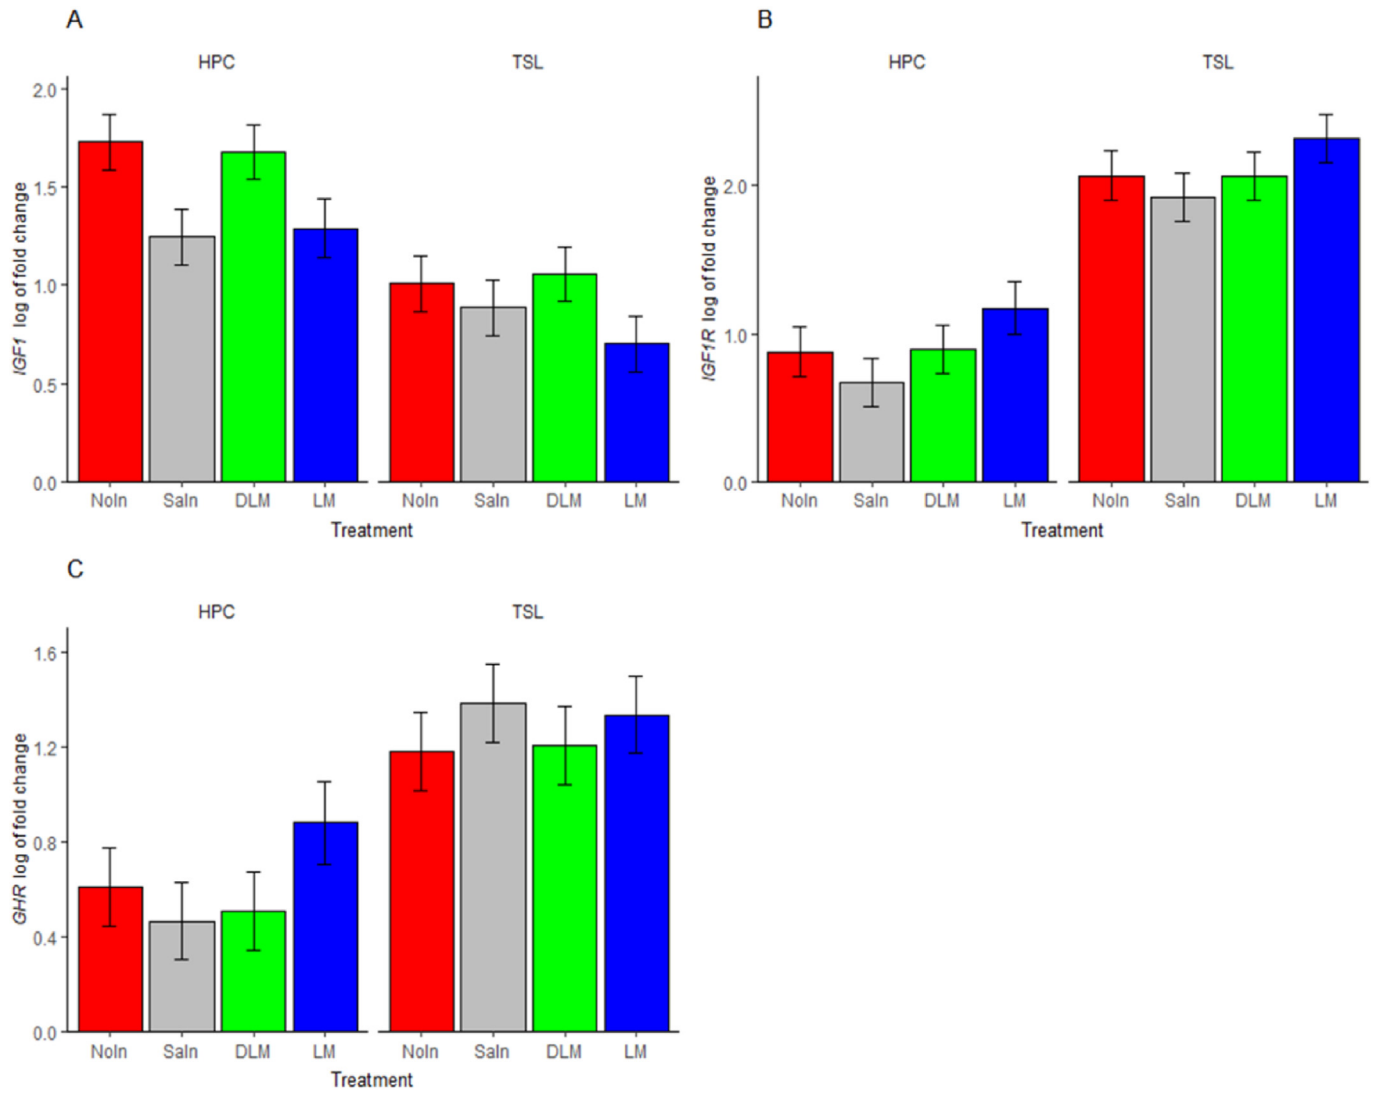 A
HPC TSL
IGF1 log of fold change
2.0
1.5
1.0
0.5
0.0
NoIn SaIn DLM LM NoIn SaIn DLM LM
Treatment
B
HPC TSL
IGF1R log of fold change
2.0
1.0
0.0
NoIn SaIn DLM LM NoIn SaIn DLM LM
Treatment
C
HPC TSL
GHR log of fold change
1.6
1.2
0.8
0.4
0.0
NoIn SaIn DLM LM NoIn SaIn DLM LM
Treatment